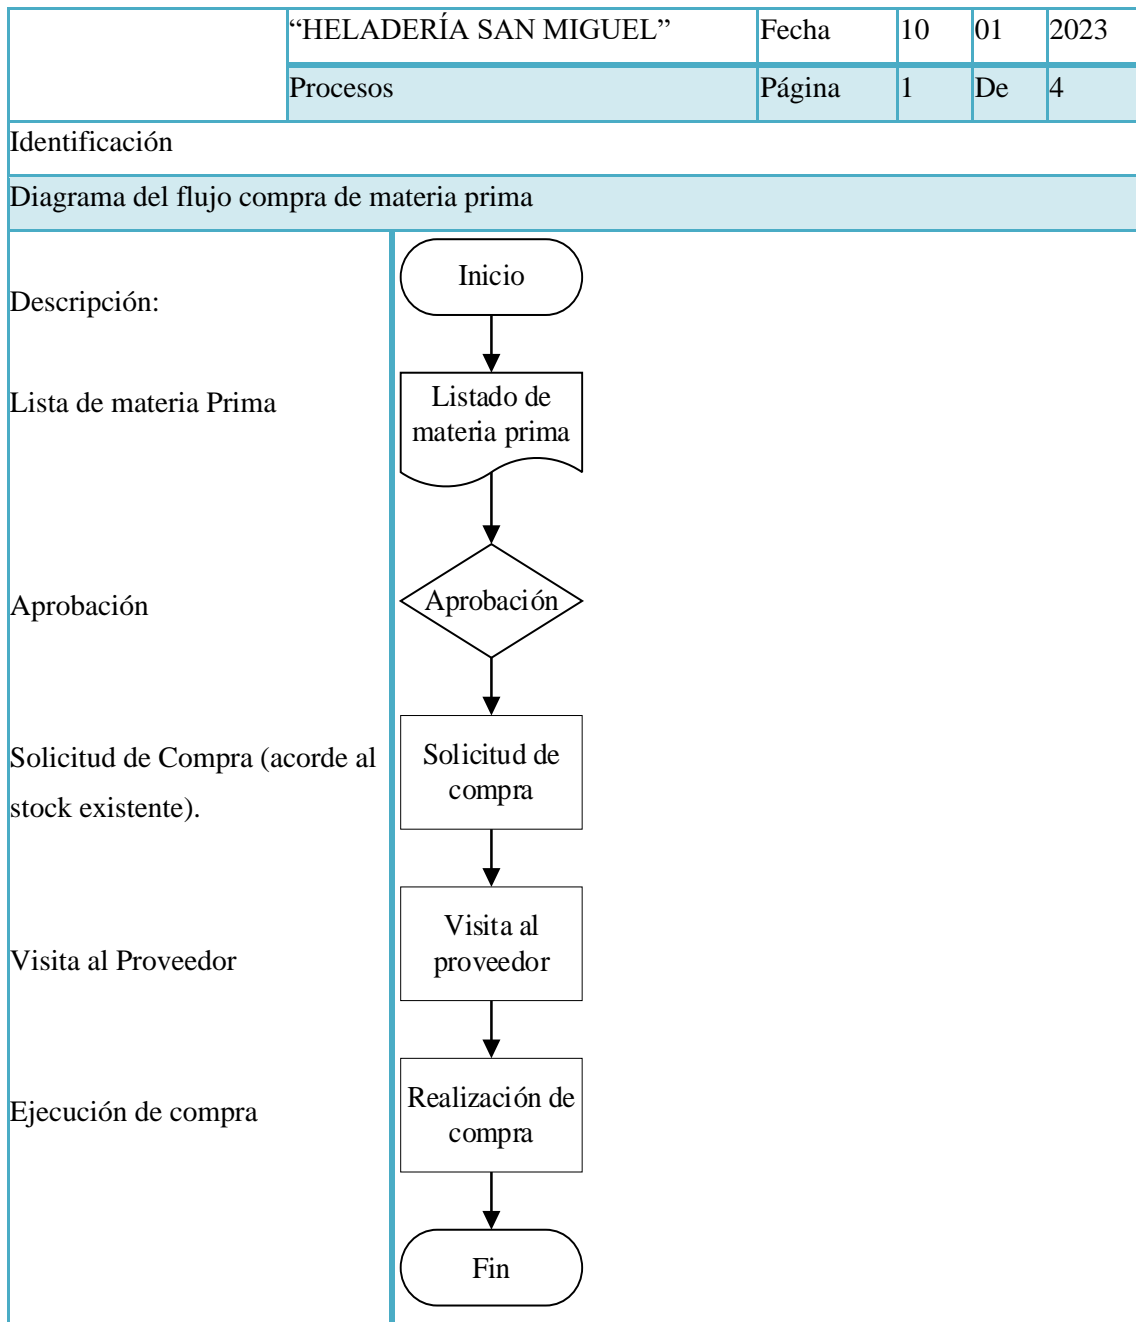 “HELADERÍA SAN MIGUEL” Fecha 10 01 2023
Procesos Página 1 De 4
Identificación
Diagrama del flujo compra de materia prima
Descripción:
Lista de materia Prima
Aprobación
Solicitud de Compra (acorde al
stock existente).
Visita al Proveedor
Ejecución de compra
Inicio
Listado de
materia prima
Aprobación
Solicitud de
compra
Visita al
proveedor
Realización de
compra
Fin